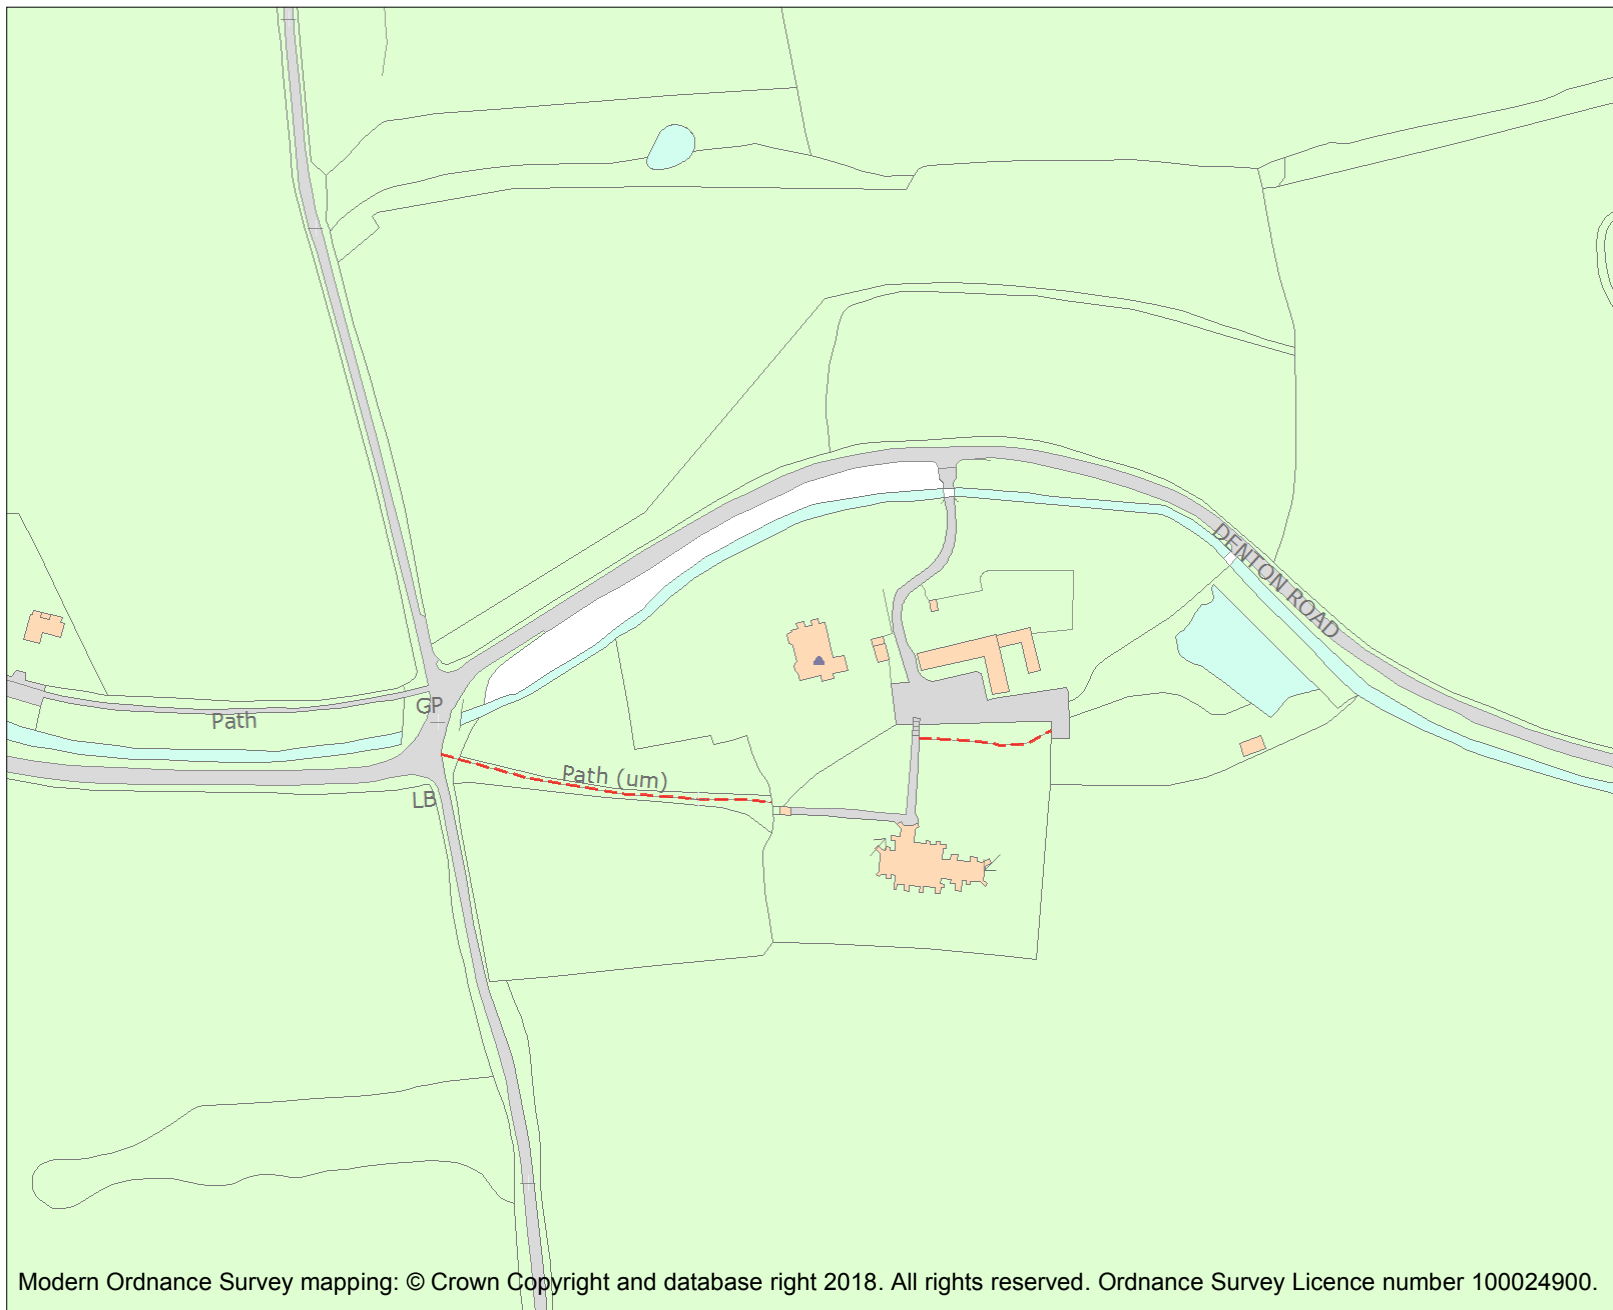 DENTON ROAD
GP
Path
Path (um)
LB
Modern Ordnance Survey mapping: © Crown Copyright and database right 2018. All rights reserved. Ordnance Survey Licence number 100024900.